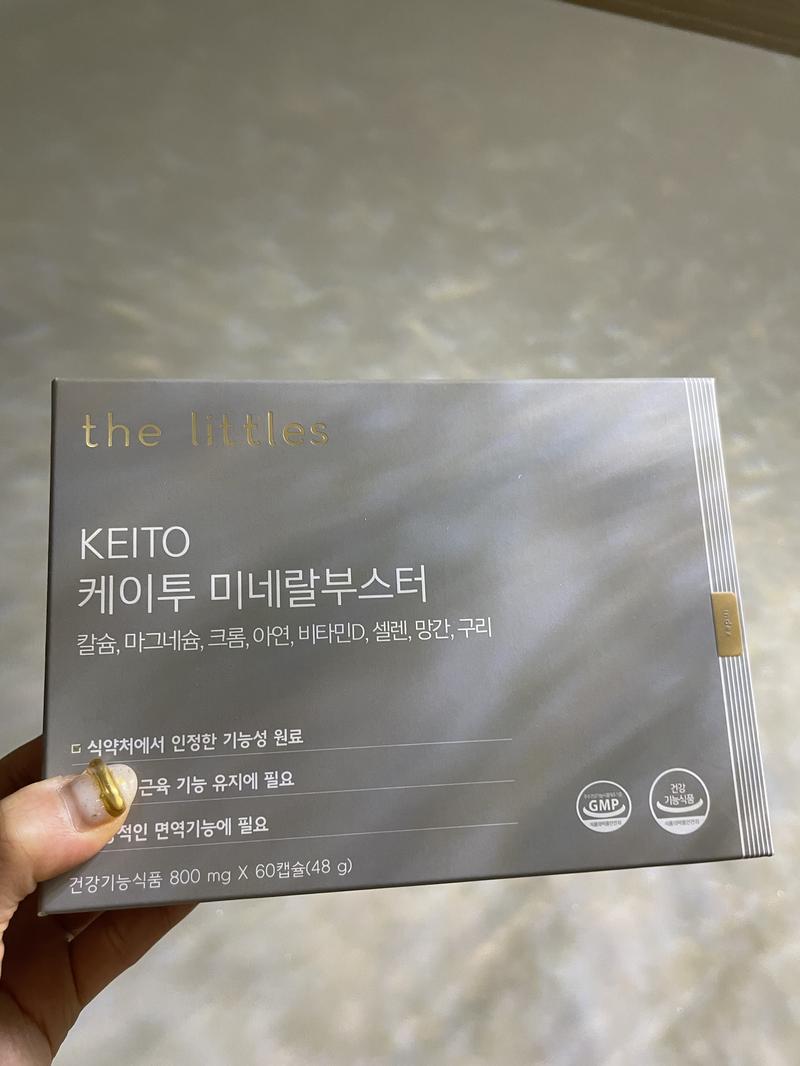 the littles
KEITO
케이투 미네랄부스터
칼슘, 마그네슘, 크롬, 아연, 비타민D, 셀렌, 망간, 구리
식약처에서 인정한 기능성 원료
근육 기능 유지에 필요
면역기능에 필요
건강기능식품 800 mg X 60캡슐(48 g)
GMP
건강
기능식품